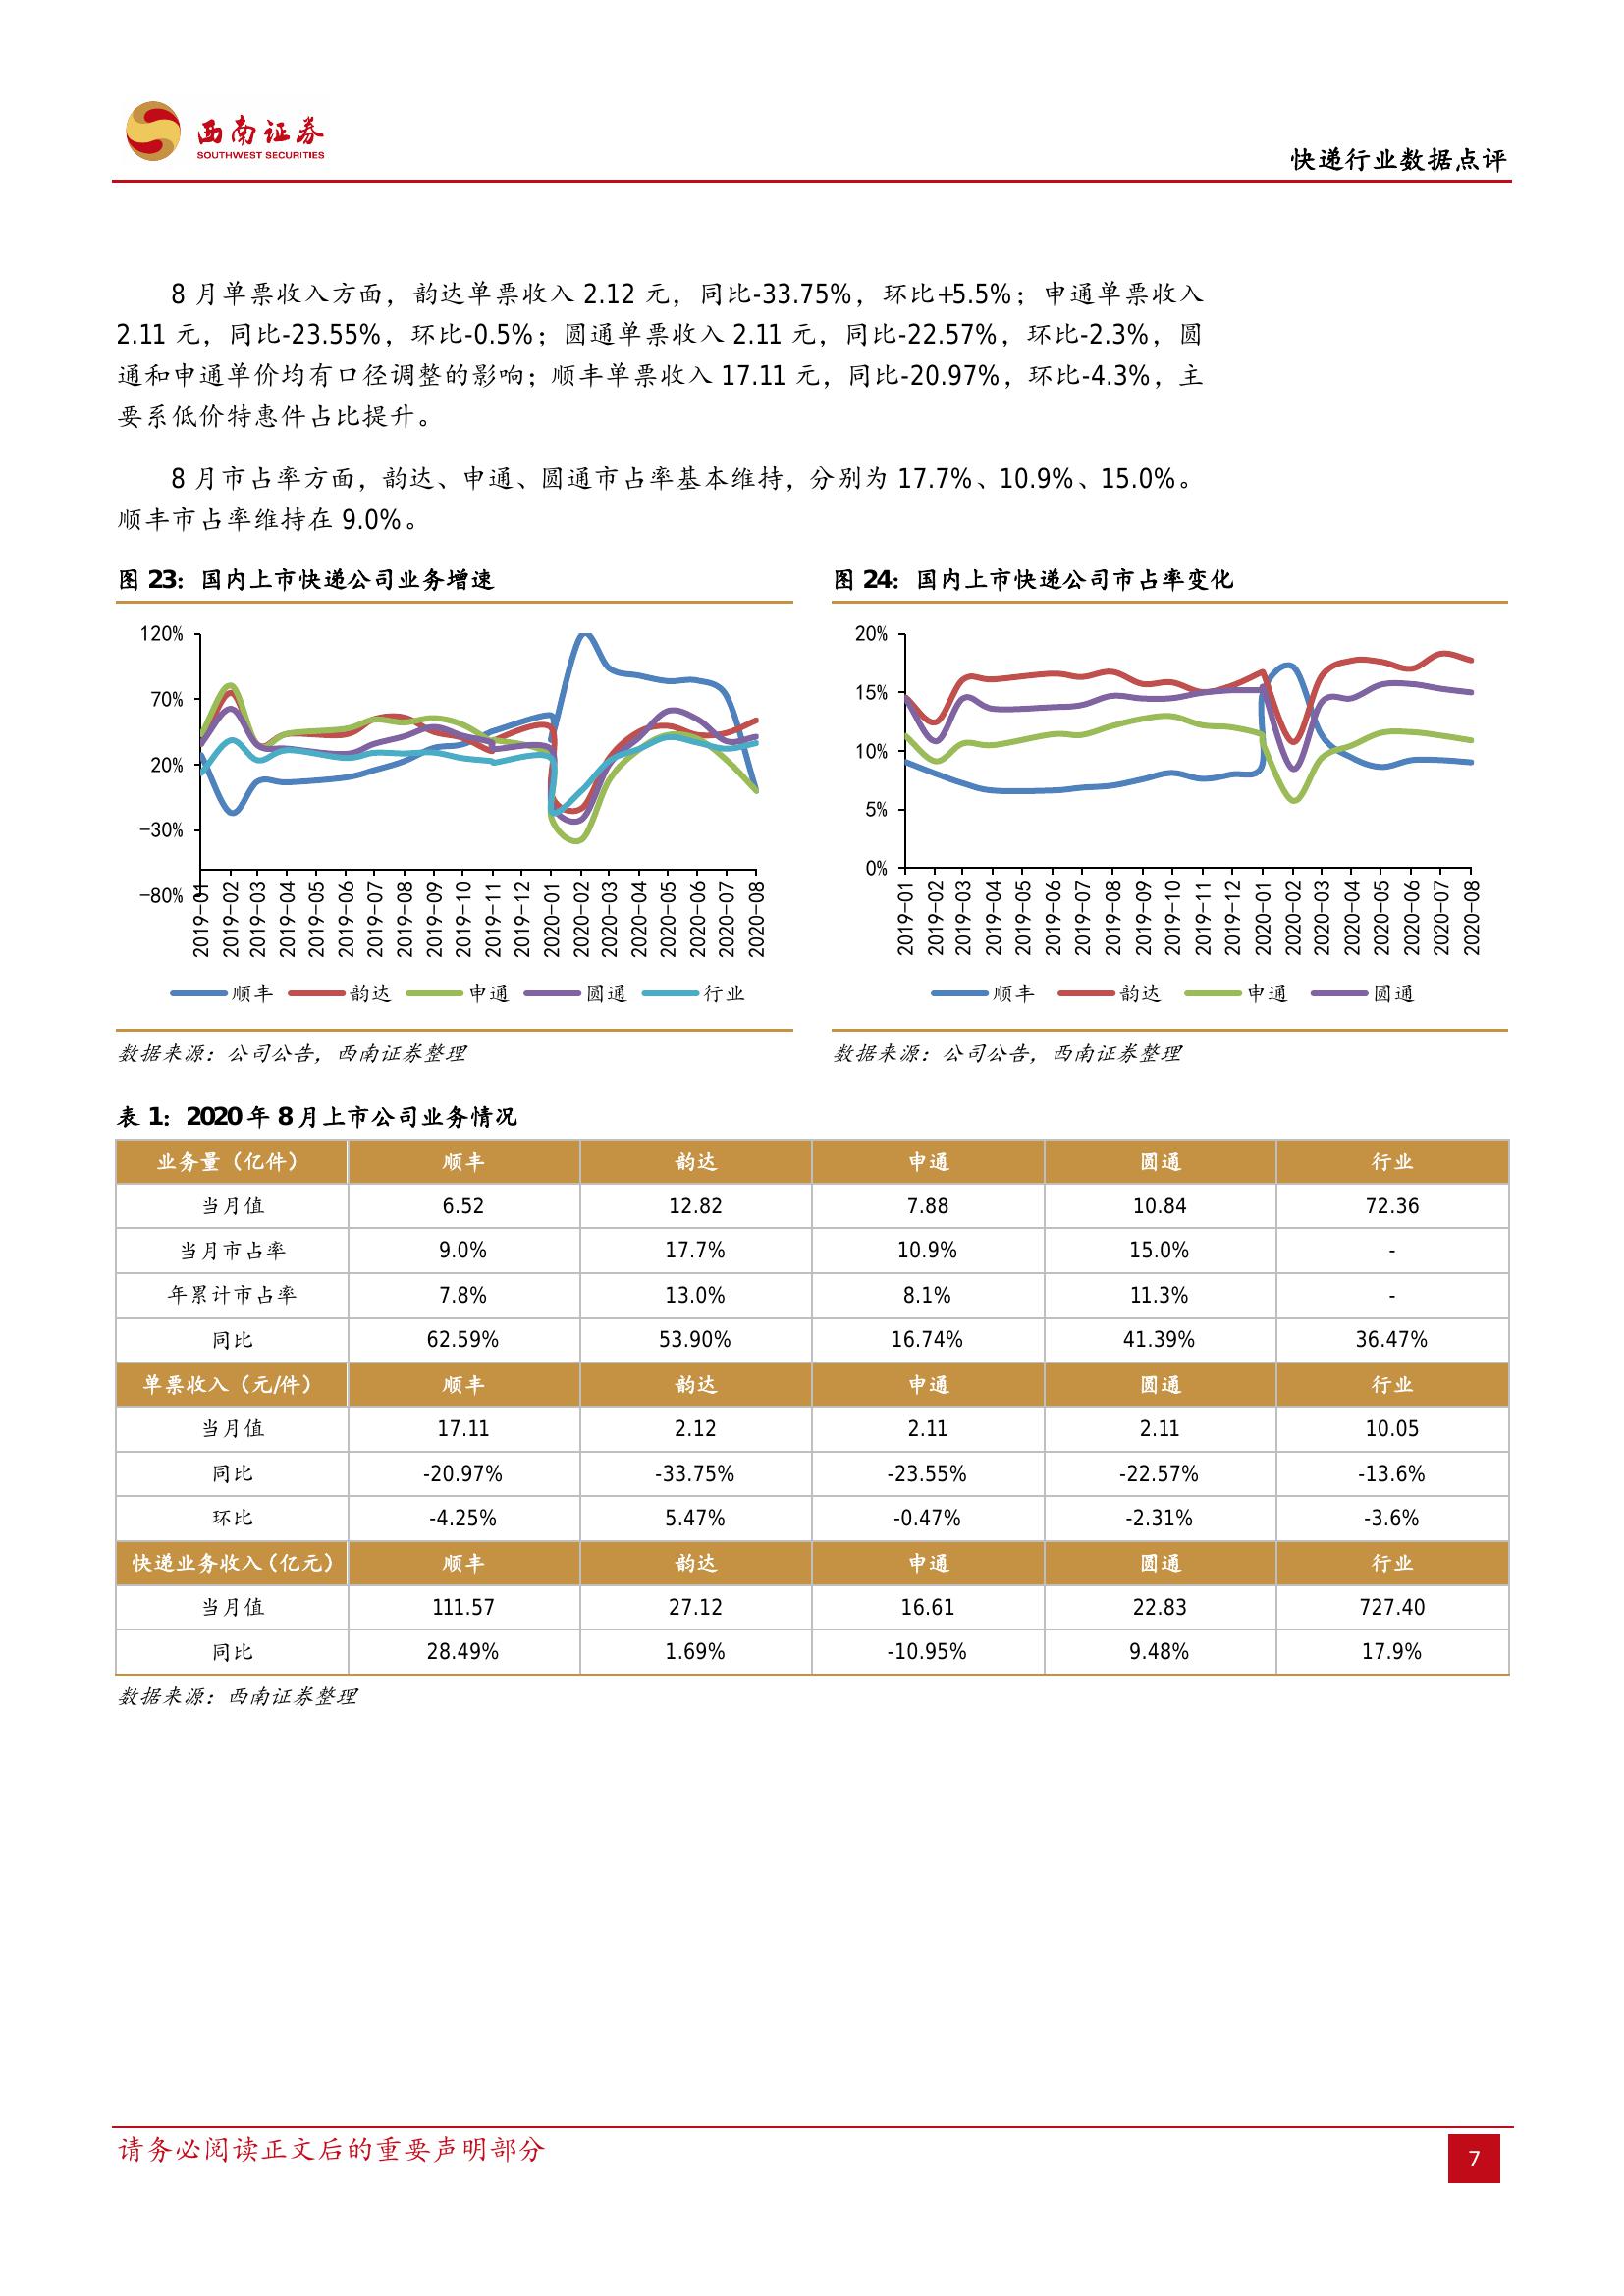 西南证券
SOUTHWEST SECURITIES
快递行业数据点评
8 月单票收入方面，韵达单票收入 2.12 元，同比-33.75%，环比+5.5%；申通单票收入
2.11 元，同比-23.55%，环比-0.5%；圆通单票收入 2.11 元，同比-22.57%，环比-2.3%，圆
通和申通单价均有口径调整的影响；顺丰单票收入 17.11 元，同比-20.97%，环比-4.3%，主
要系低价特惠件占比提升。
8 月市占率方面，韵达、申通、圆通市占率基本维持，分别为 17.7%、10.9%、15.0%。
顺丰市占率维持在 9.0%。
图 23：国内上市快递公司业务增速
120%
70%
20%
-30%
-80%
2019-01 2019-02 2019-03 2019-04 2019-05 2019-06 2019-07 2019-08 2019-09 2019-10 2019-11 2019-12 2020-01 2020-02 2020-03 2020-04 2020-05 2020-06 2020-07 2020-08
顺丰 韵达 申通 圆通 行业
数据来源：公司公告，西南证券整理
图 24：国内上市快递公司市占率变化
20%
15%
10%
5%
0%
2019-01 2019-02 2019-03 2019-04 2019-05 2019-06 2019-07 2019-08 2019-09 2019-10 2019-11 2019-12 2020-01 2020-02 2020-03 2020-04 2020-05 2020-06 2020-07 2020-08
顺丰 韵达 申通 圆通
数据来源：公司公告，西南证券整理
表 1：2020 年 8 月上市公司业务情况
业务量（亿件） 顺丰 韵达 申通 圆通 行业
当月值 6.52 12.82 7.88 10.84 72.36
当月市占率 9.0% 17.7% 10.9% 15.0% -
年累计市占率 7.8% 13.0% 8.1% 11.3% -
同比 62.59% 53.90% 16.74% 41.39% 36.47%
单票收入（元/件） 顺丰 韵达 申通 圆通 行业
当月值 17.11 2.12 2.11 2.11 10.05
同比 -20.97% -33.75% -23.55% -22.57% -13.6%
环比 -4.25% 5.47% -0.47% -2.31% -3.6%
快递业务收入（亿元） 顺丰 韵达 申通 圆通 行业
当月值 111.57 27.12 16.61 22.83 727.40
同比 28.49% 1.69% -10.95% 9.48% 17.9%
数据来源：西南证券整理
请务必阅读正文后的重要声明部分
7